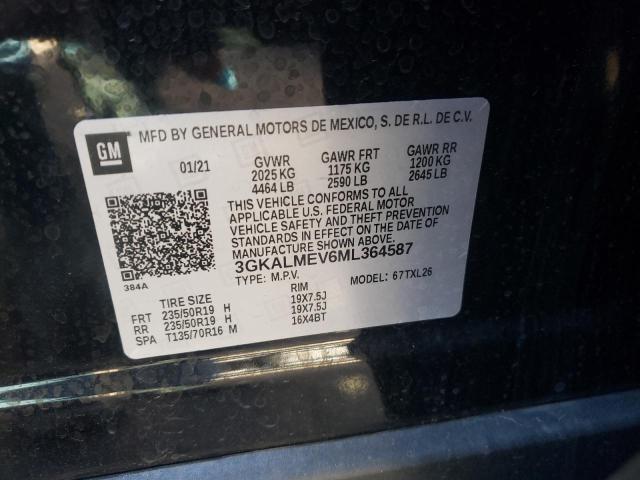 GM
MFD BY GENERAL MOTORS DE MEXICO, S. DE R.L. DE C.V.
01/21 GVWR GAWR FRT GAWR RR
2025 KG 1175 KG 1200 KG
4464 LB 2590 LB 2645 LB
THIS VEHICLE CONFORMS TO ALL
APPLICABLE U.S. FEDERAL MOTOR
VEHICLE SAFETY AND THEFT PREVENTION
STANDARDS IN EFFECT ON THE DATE OF
MANUFACTURE SHOWN ABOVE.
3GKALMEV6ML364587
384A
TYPE: M.P.V. MODEL: 67TXL26
TIRE SIZE RIM
FRT 235/50R19 H 19X7.5J
RR 235/50R19 H 19X7.5J
SPA T135/70R16 M 16X4BT